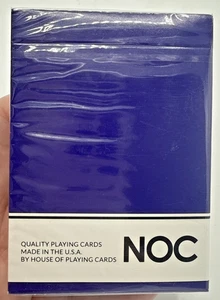 QUALITY PLAYING CARDS
MADE IN THE U.S.A.
BY HOUSE OF PLAYING CARDS
NOC